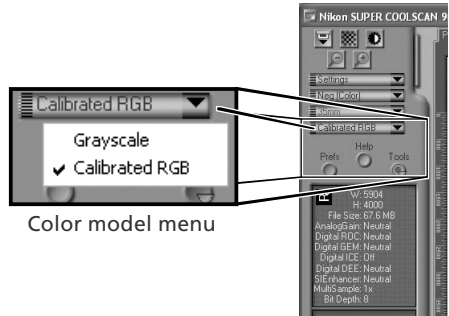 Nikon SUPER COOLSCAN 9
Settings
Neg (Color)
35mm
Calibrated RGB
Prefs
Help
Tools
W: 5904
H: 4000
File Size: 67.6 MB
AnalogGain: Neutral
Digital ROC: Neutral
Digital GEM: Neutral
Digital ICE: Off
Digital DEE: Neutral
SIEnhancer: Neutral
MultiSample: 1x
Bit Depth: 8
Calibrated RGB
Grayscale
✔ Calibrated RGB
Color model menu